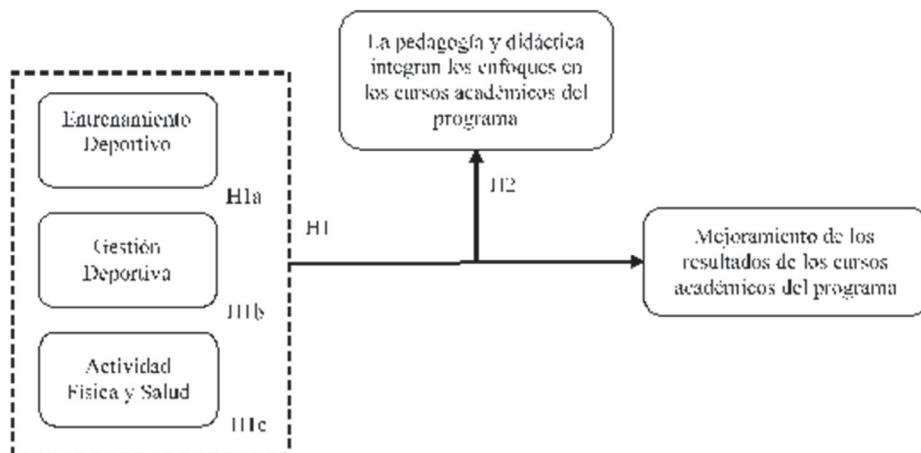 La pedagogía y didáctica
integran los enfoques en
los cursos académicos del
programa
Entrenamiento
Deportivo
H1a
H1
H2
Gestión
Deportiva
H1b
Mejoramiento de los
resultados de los cursos
académicos del programa
Actividad
Física y Salud
H1c